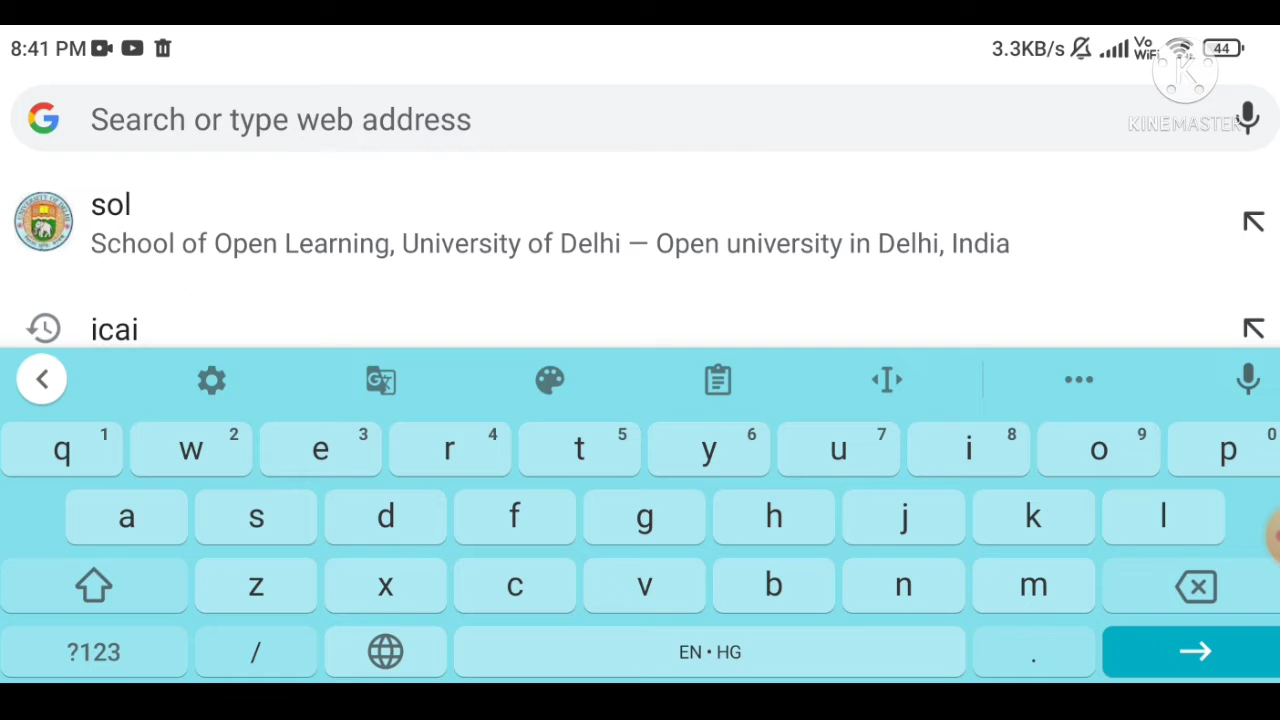 8:41 PM
3.3KB/s
Vo
WiFi
44
Search or type web address
K
KINEMASTER
sol
School of Open Learning, University of Delhi — Open university in Delhi, India
icai
q 1 w 2 e 3 r 4 t 5 y 6 u 7 i 8 o 9 p 0
a s d f g h j k l
z x c v b n m
?123 / EN • HG .